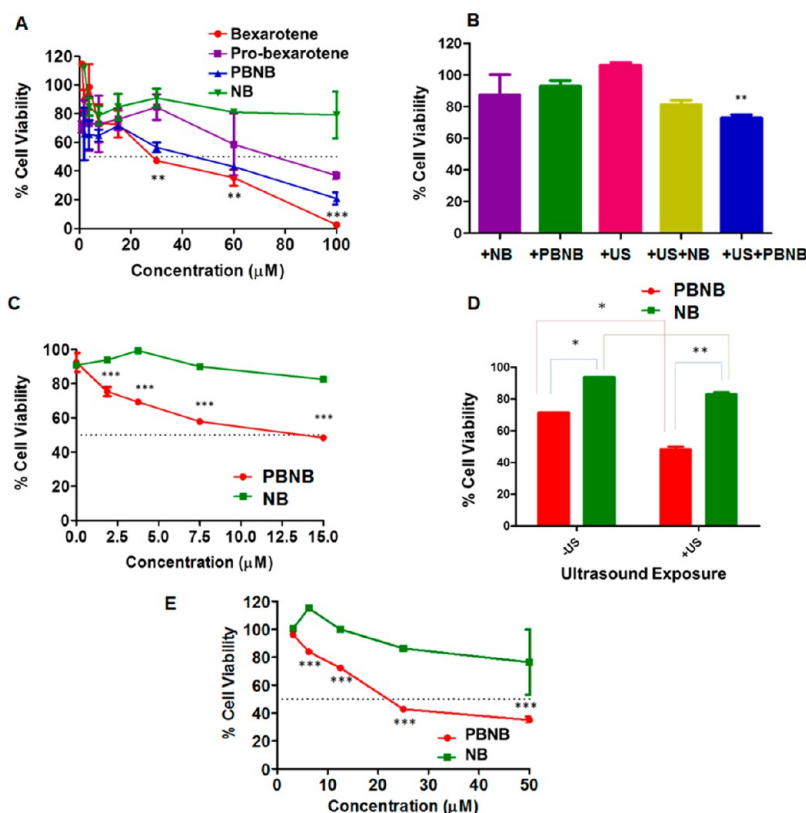 A
Bexarotene
Pro-bexarotene
PBNB
NB
% Cell Viability
120
100
80
60
40
20
0
**
**
***
0
20
40
60
80
100
Concentration (μM)
B
% Cell Viability
120
100
80
60
40
20
0
**
+NB
+PBNB
+US
+US+NB
+US+PBNB
C
% Cell Viability
120
100
80
60
40
20
0
***
***
***
***
PBNB
NB
0.0
2.5
5.0
7.5
10.0
12.5
15.0
Concentration (μM)
D
PBNB
NB
*
*
**
% Cell Viability
100
80
60
40
20
0
-US
+US
Ultrasound Exposure
E
% Cell Viability
120
100
80
60
40
20
0
***
***
***
***
PBNB
NB
0
10
20
30
40
50
Concentration (μM)